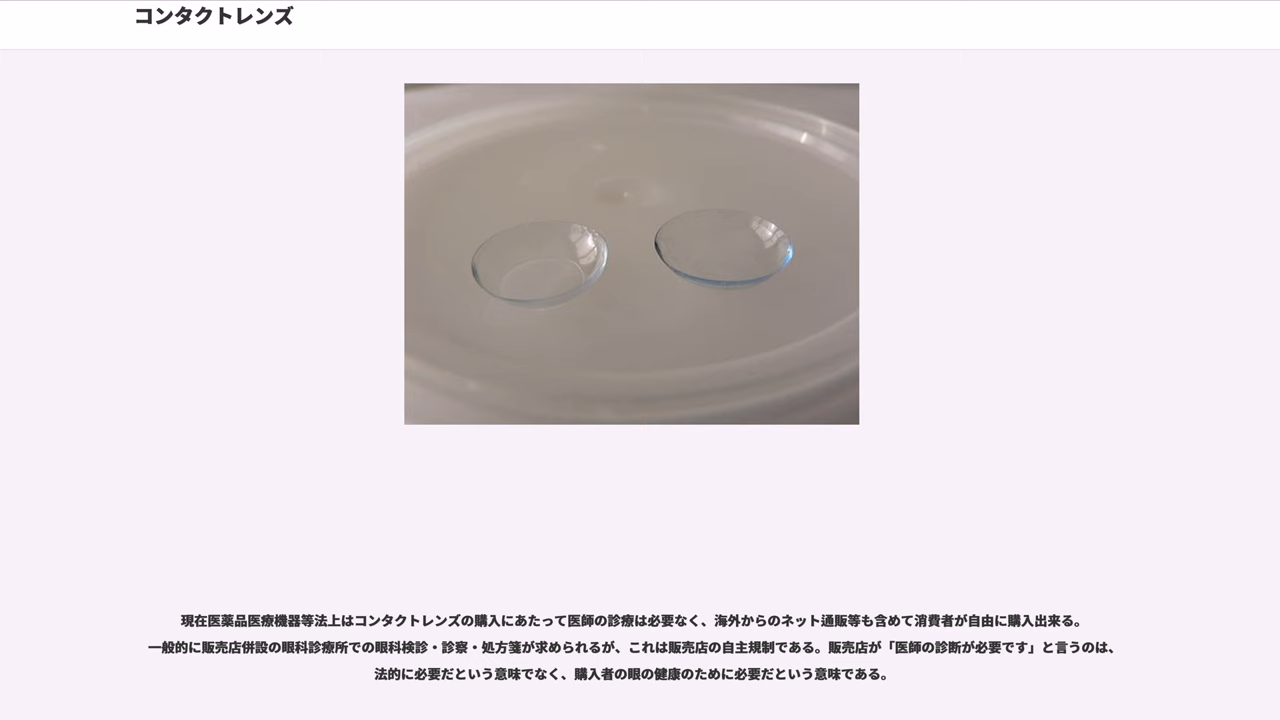 コンタクトレンズ
現在医薬品医療機器等法上はコンタクトレンズの購入にあたって医師の診療は必要なく、海外からのネット通販等も含めて消費者が自由に購入出来る。
一般的に販売店併設の眼科診療所での眼科検診・診察・処方箋が求められるが、これは販売店の自主規制である。販売店が「医師の診断が必要です」と言うのは、
法的に必要だという意味でなく、購入者の眼の健康のために必要だという意味である。